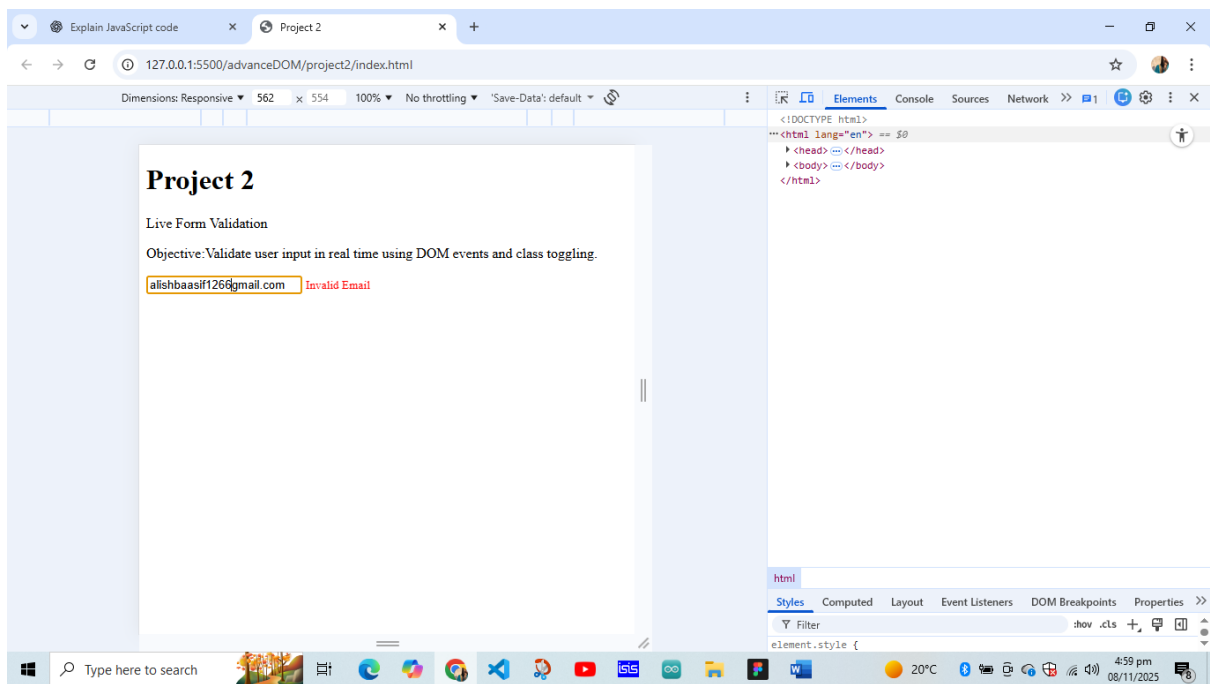 Explain JavaScript code
Project 2
127.0.0.1:5500/advanceDOM/project2/index.html
Dimensions: Responsive ▼ 562 x 554 100% ▼ No throttling ▼ 'Save-Data': default
Elements Console Sources Network 1
<!DOCTYPE html>
<html lang="en"> == $0
<head> </head>
<body> </body>
</html>
Project 2
Live Form Validation
Objective:Validate user input in real time using DOM events and class toggling.
alishbaasif1266gmail.com Invalid Email
html
Styles Computed Layout Event Listeners DOM Breakpoints Properties
Filter :hov .cls
element.style {
Type here to search
isis
20°C
4:59 pm
08/11/2025
8